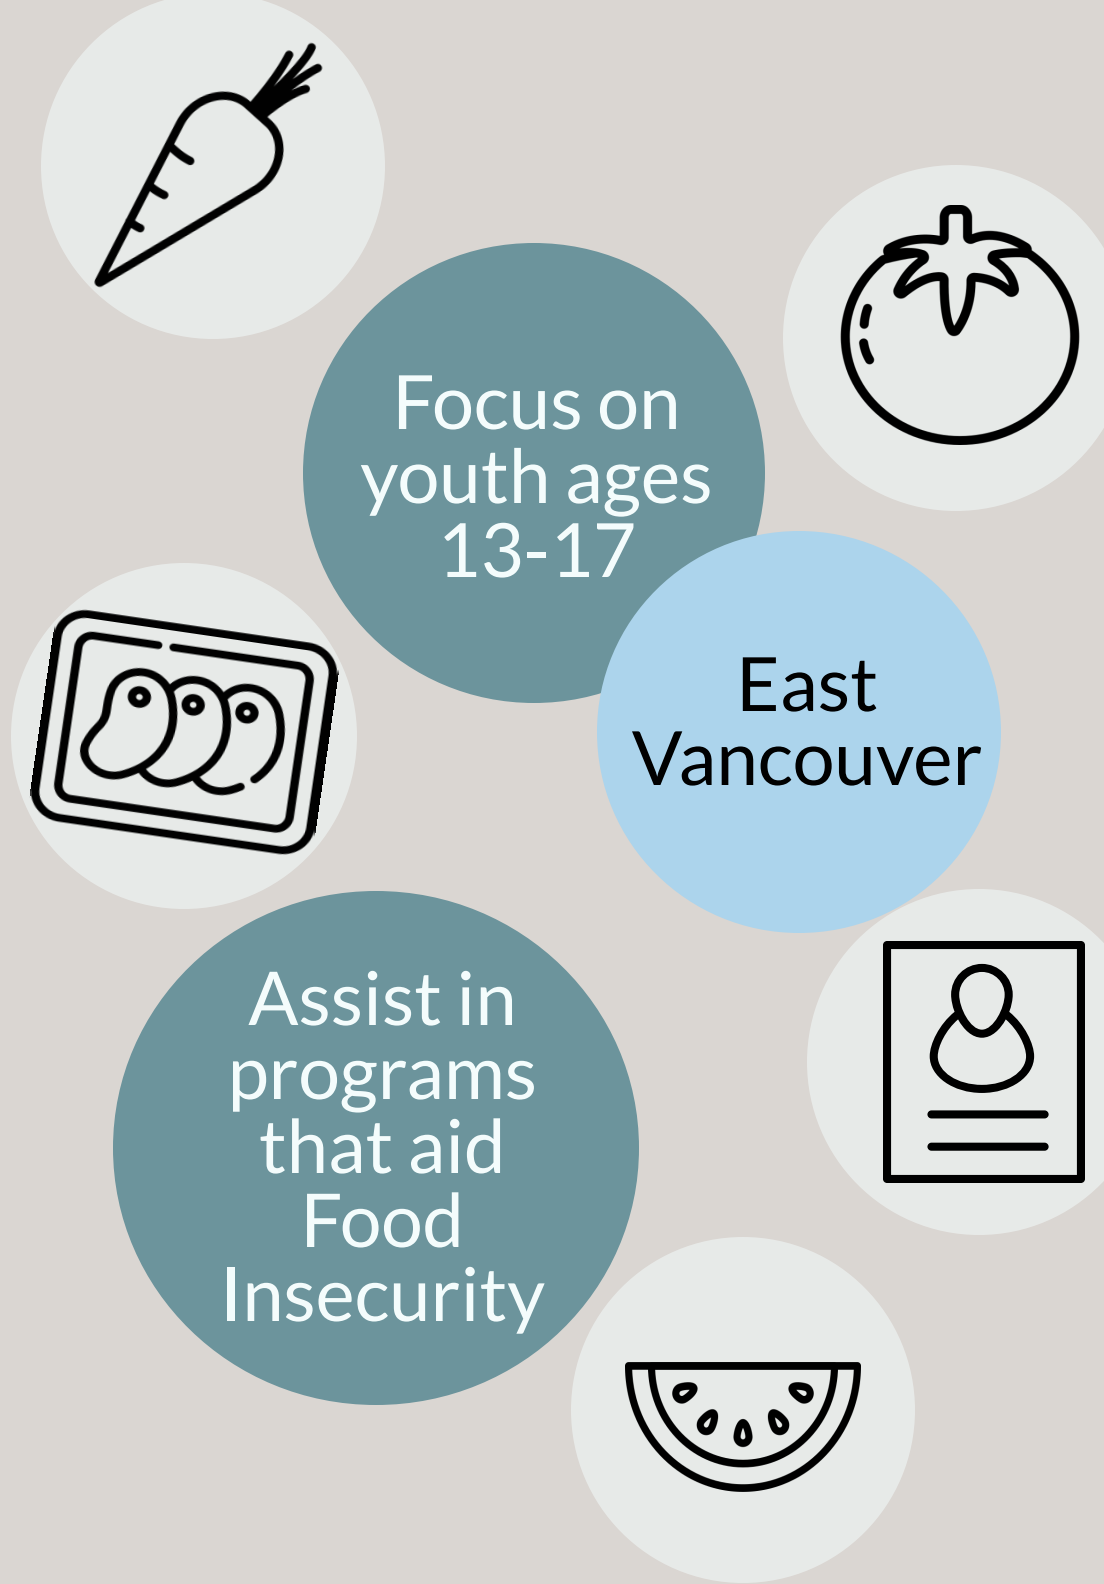 Focus on
youth ages
13-17
East
Vancouver
Assist in
programs
that aid
Food
Insecurity